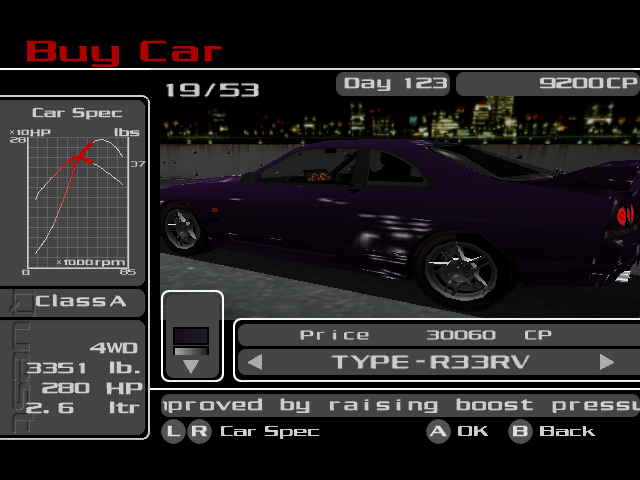 Buy Car
19/53
Day 123
9200CP
Car Spec
×10HP lbs
28
37
×1000rpm
0 85
ClassA
4WD
3351 lb.
280 HP
2.6 ltr
Price 30060 CP
TYPE-R33RV
proved by raising boost pressu
L R Car Spec A OK B Back